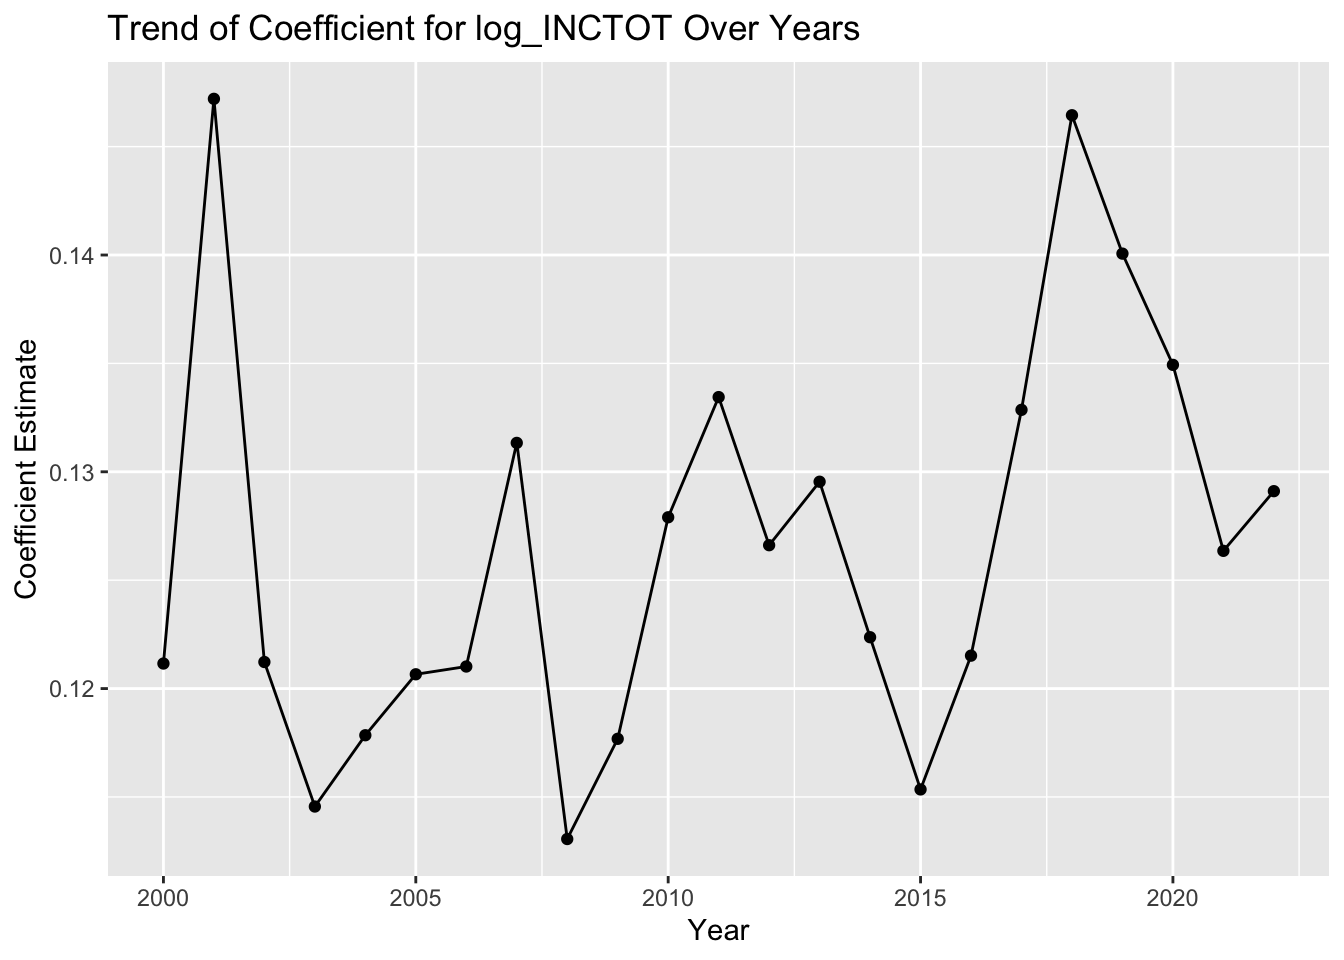 Trend of Coefficient for log_INCTOT Over Years
Coefficient Estimate
0.14
0.13
0.12
2000 2005 2010 2015 2020
Year